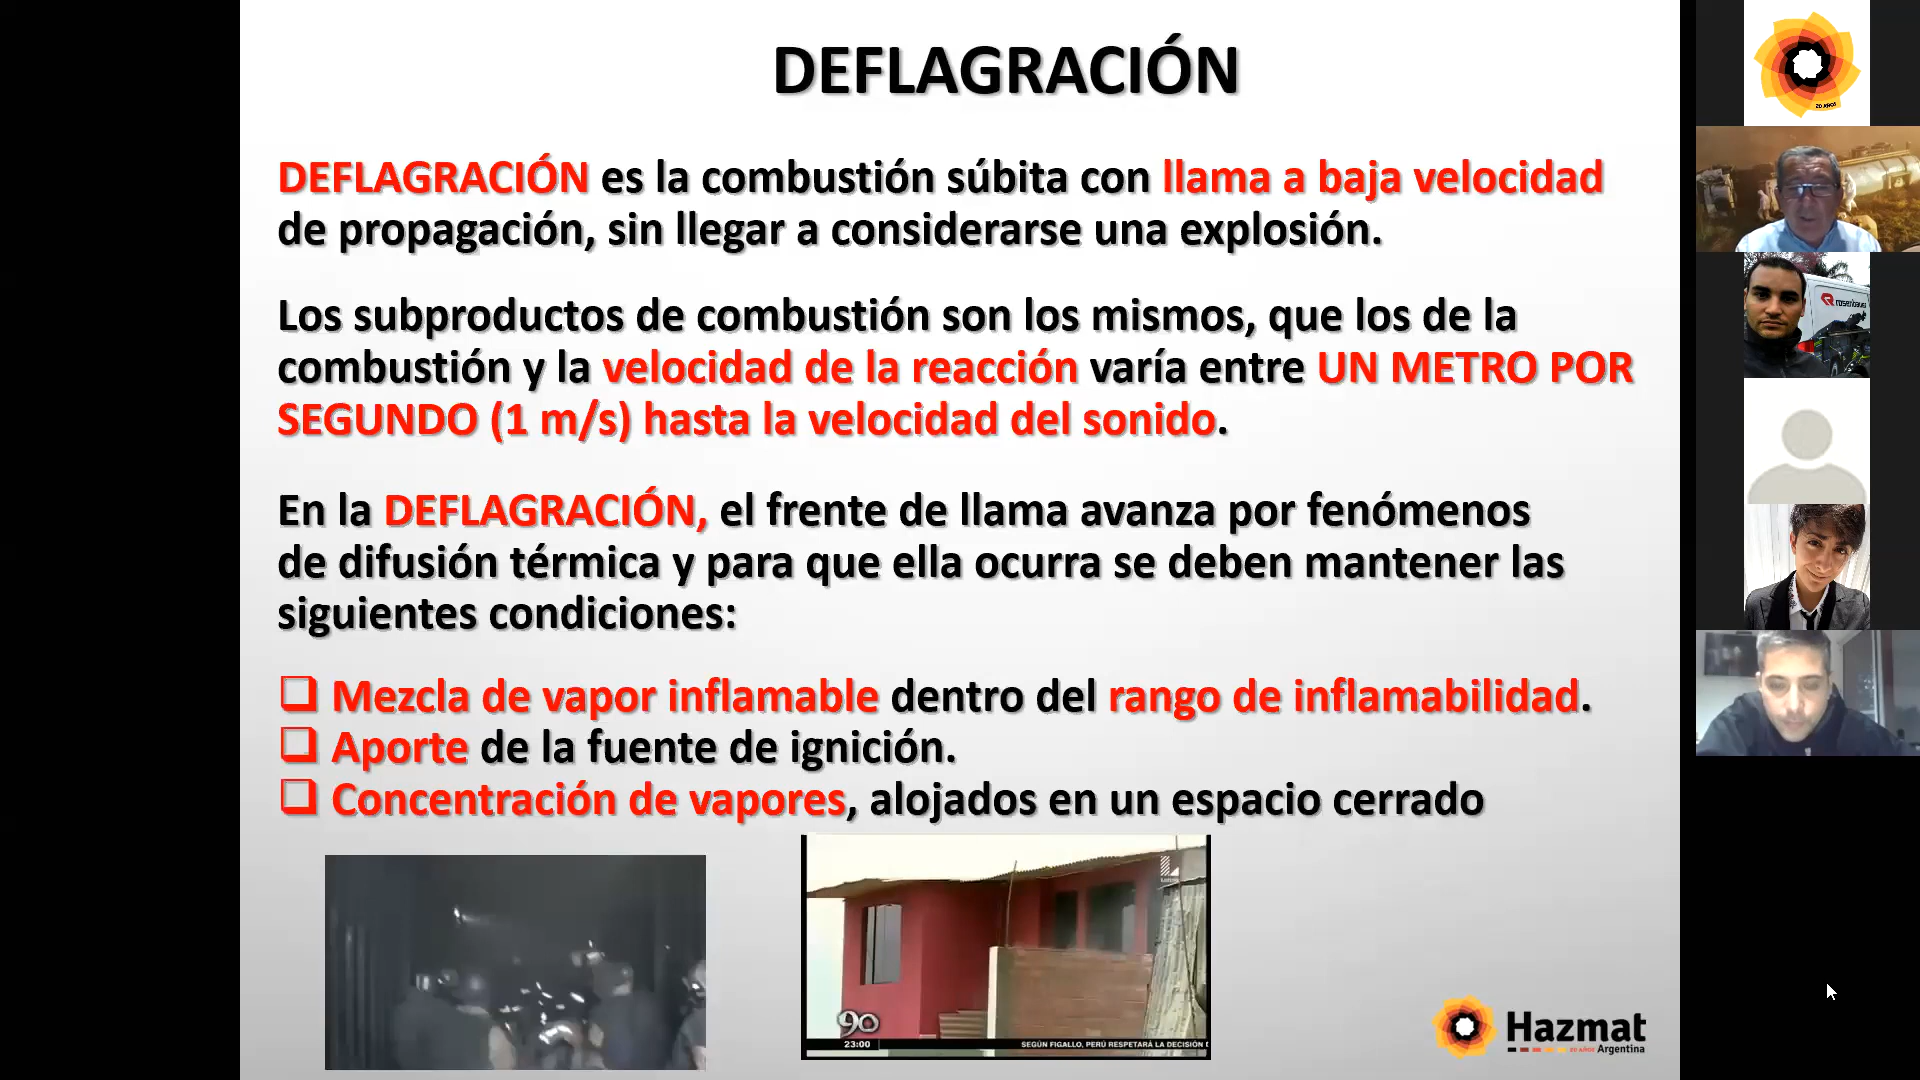 DEFLAGRACIÓN
DEFLAGRACIÓN es la combustión súbita con llama a baja velocidad
de propagación, sin llegar a considerarse una explosión.
Los subproductos de combustión son los mismos, que los de la
combustión y la velocidad de la reacción varía entre UN METRO POR
SEGUNDO (1 m/s) hasta la velocidad del sonido.
En la DEFLAGRACIÓN, el frente de llama avanza por fenómenos
de difusión térmica y para que ella ocurra se deben mantener las
siguientes condiciones:
Mezcla de vapor inflamable dentro del rango de inflamabilidad.
Aporte de la fuente de ignición.
Concentración de vapores, alojados en un espacio cerrado
90
23:00
SEGÚN FIGALLO, PERÚ RESPETARÁ LA DECISIÓN
Hazmat
20 AÑOS Argentina
20 AÑOS